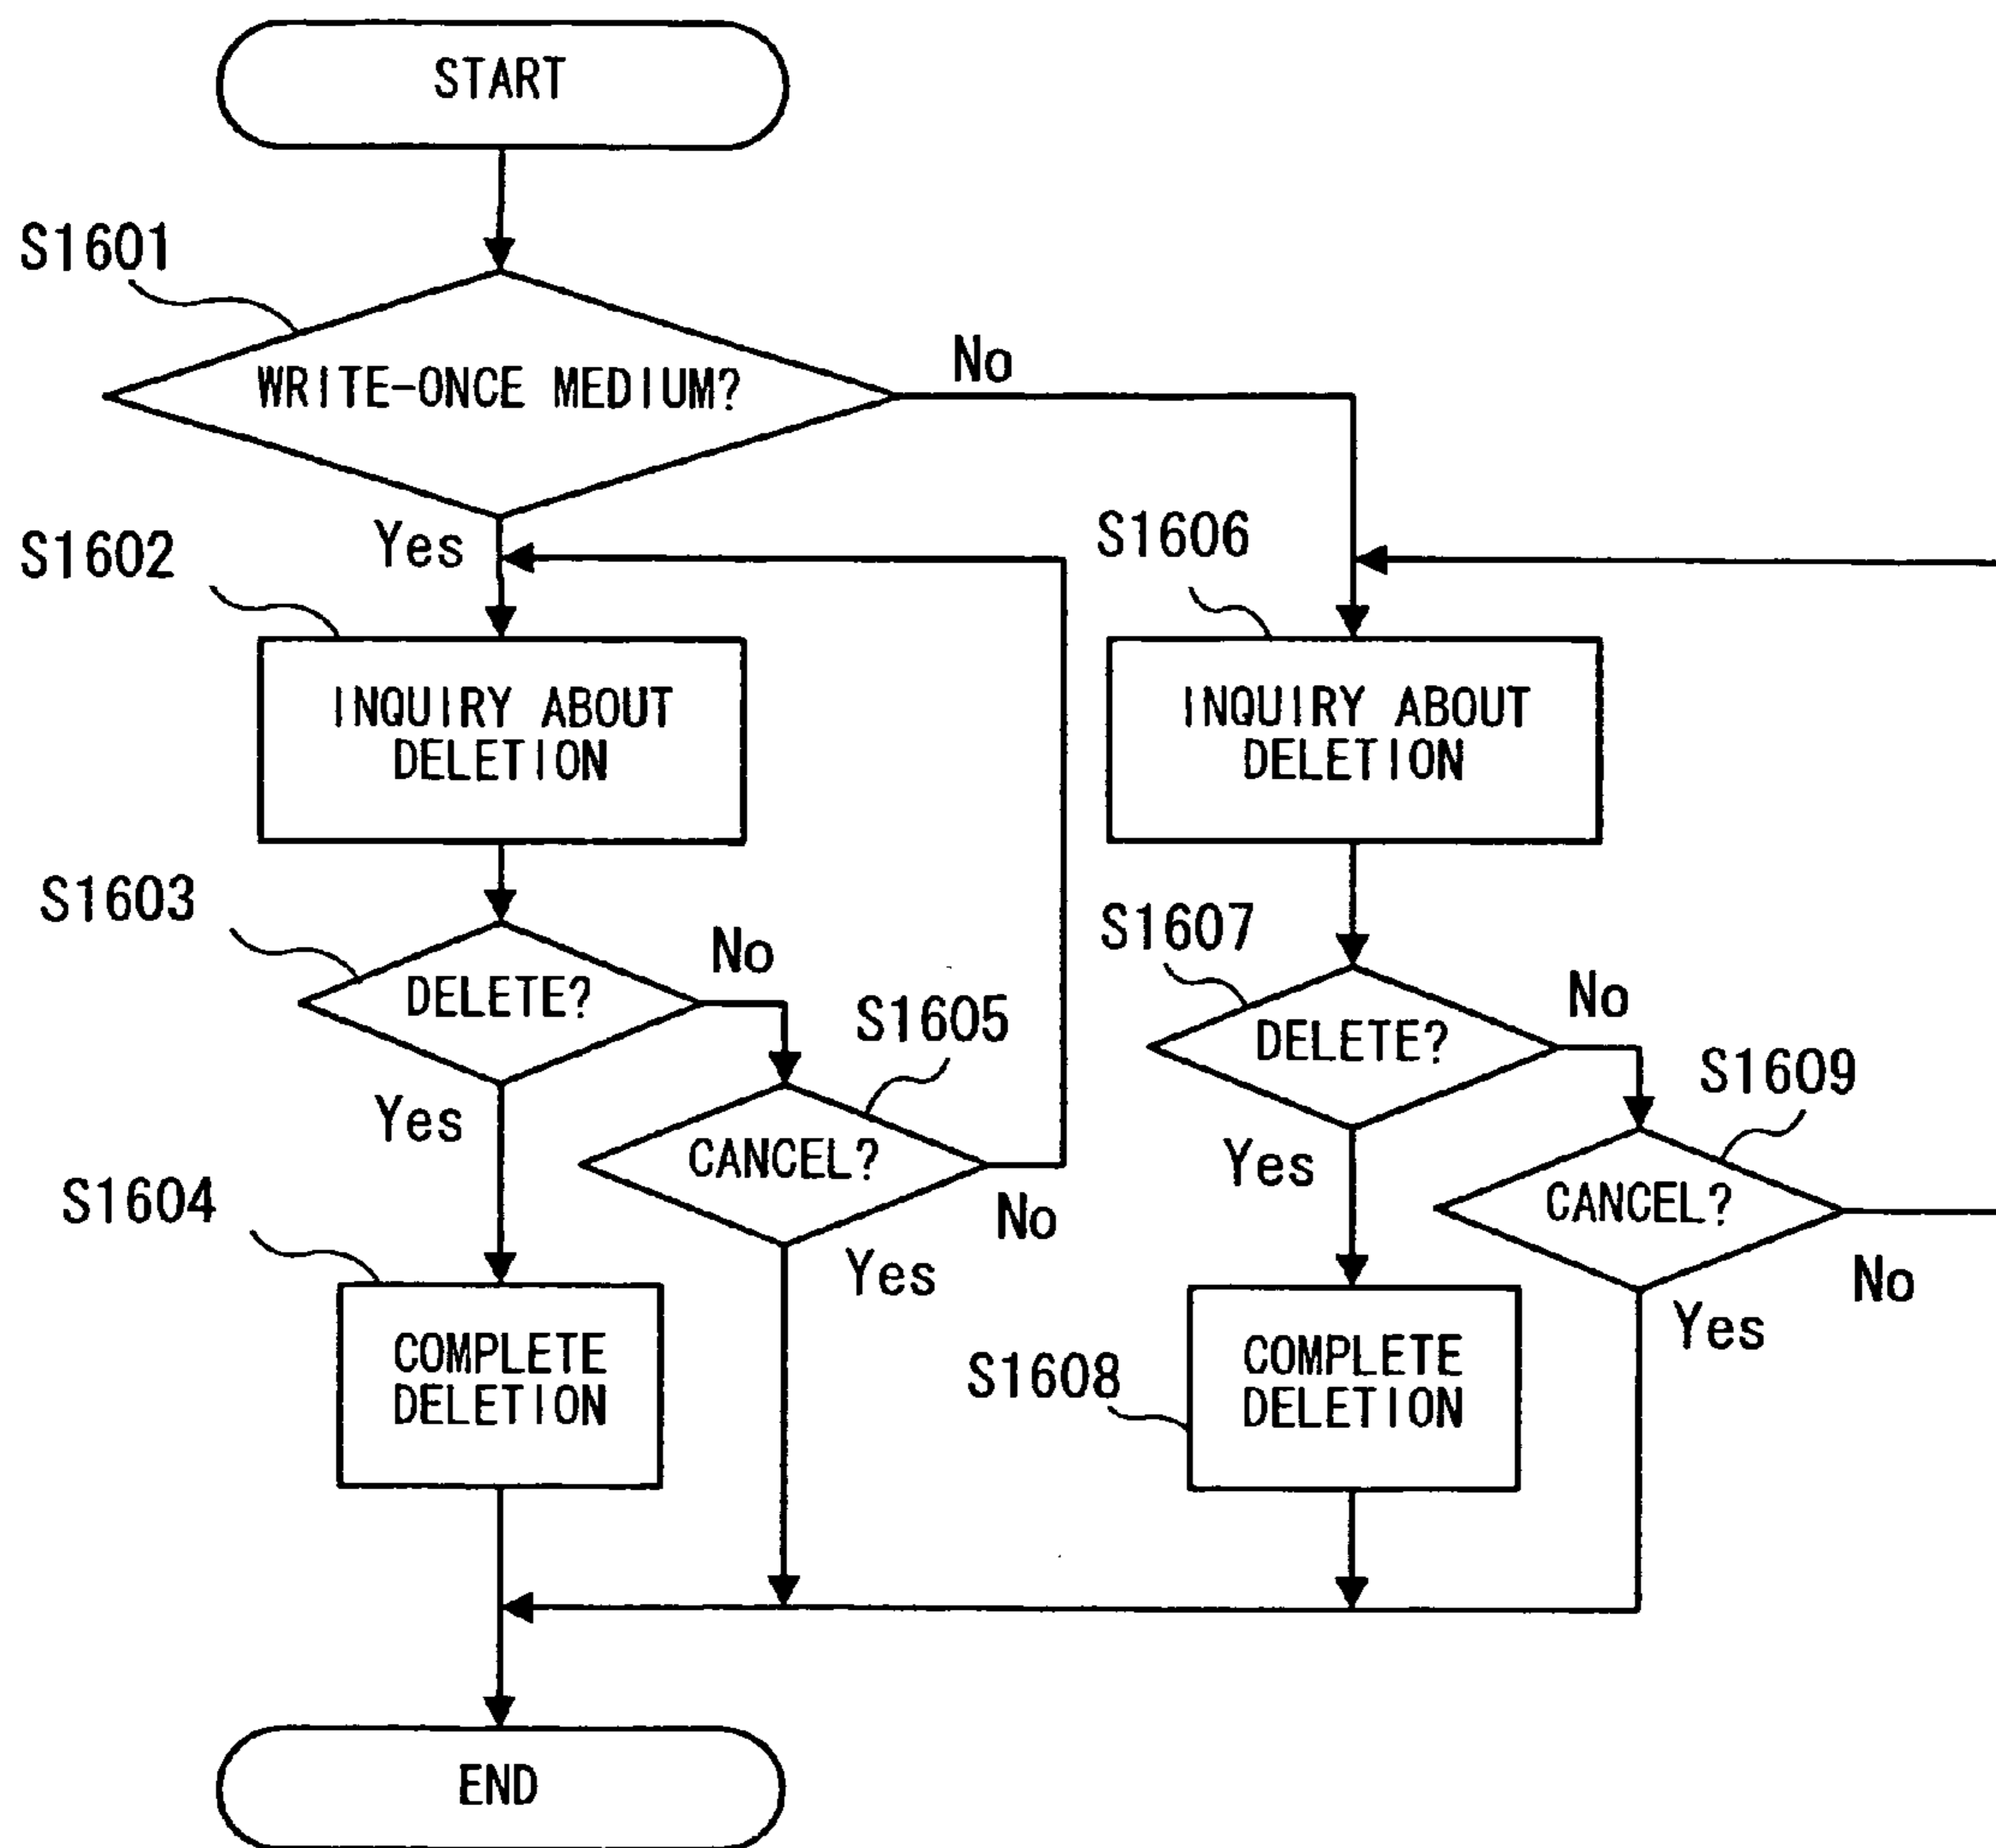 START
S1601
WRITE-ONCE MEDIUM?
No
Yes
S1602
S1606
INQUIRY ABOUT
DELETION
INQUIRY ABOUT
DELETION
S1603
DELETE?
No
S1605
S1607
DELETE?
No
S1609
Yes
CANCEL?
No
Yes
Yes
CANCEL?
No
Yes
S1604
COMPLETE
DELETION
S1608
COMPLETE
DELETION
END